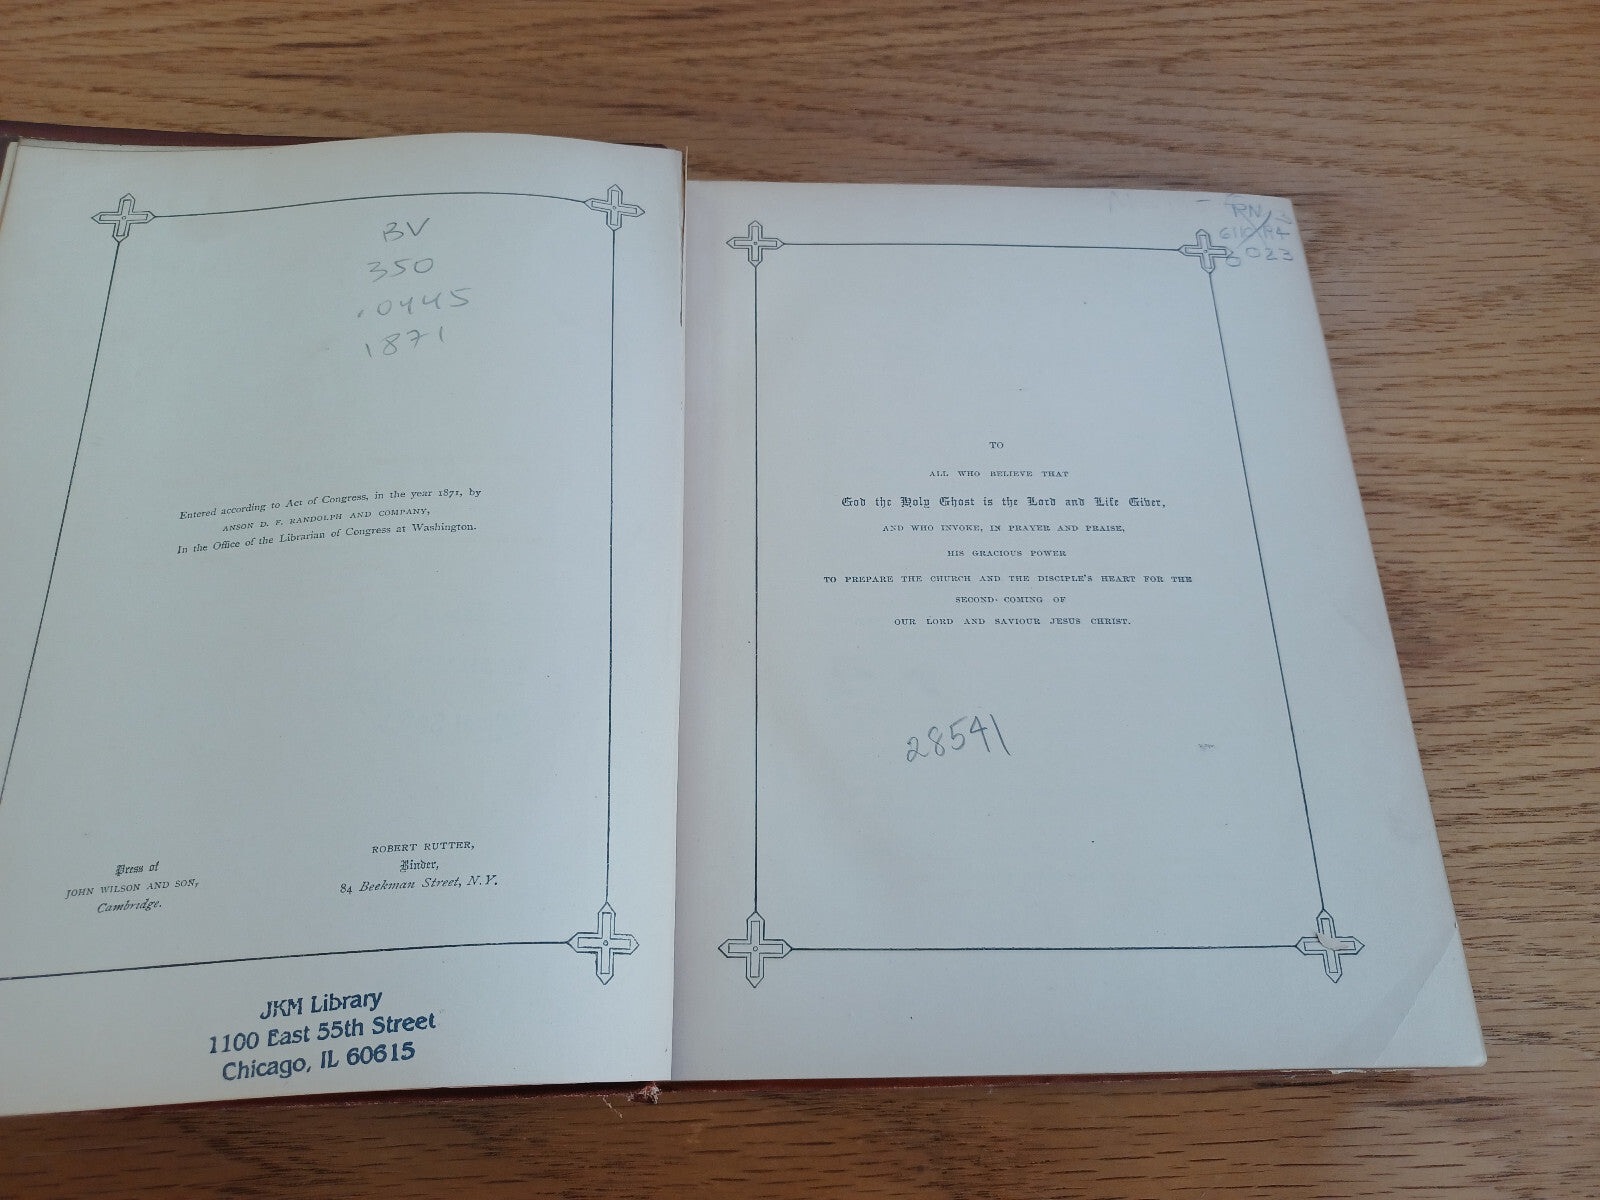 BV
350
.0445
1871
Entered according to Act of Congress, in the year 1871, by
ANSON D. F. RANDOLPH AND COMPANY,
In the Office of the Librarian of Congress at Washington.
Press of
JOHN WILSON AND SON,
Cambridge.
ROBERT RUTTER,
Binder,
84 Beekman Street, N. Y.
JKM Library
1100 East 55th Street
Chicago, IL 60615
RN
023
TO
ALL WHO BELIEVE THAT
God the Holy Ghost is the Lord and Life Giver,
AND WHO INVOKE, IN PRAYER AND PRAISE,
HIS GRACIOUS POWER
TO PREPARE THE CHURCH AND THE DISCIPLE'S HEART FOR THE
SECOND COMING OF
OUR LORD AND SAVIOUR JESUS CHRIST.
28541